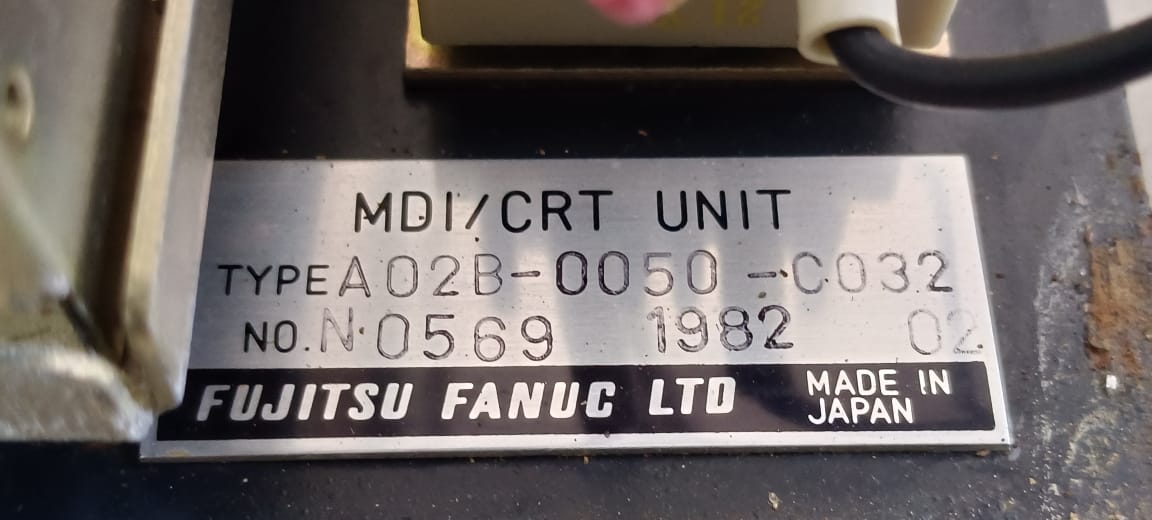 MDI/CRT UNIT
TYPE A02B-0050-C032
NO. N·0569 1982 02
FUJITSU FANUC LTD MADE IN JAPAN